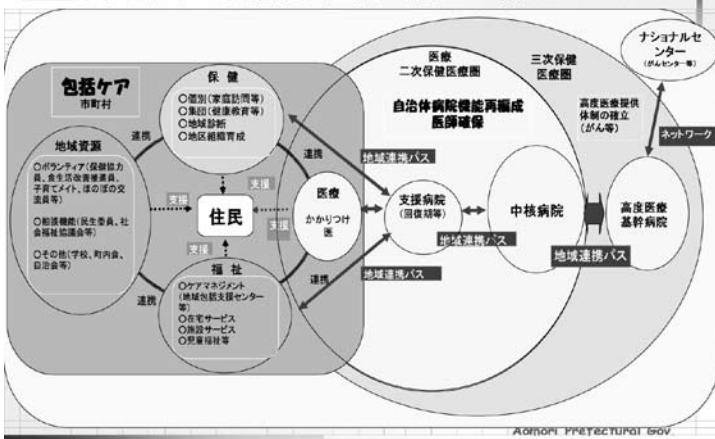 包括ケア
市町村
保 健
○個別(家庭訪問等)
○集団(健康教育等)
○地域診断
○地区組織育成
地域資源
○ボランティア(保健協力
員、食生活改善推進員、
子育てメイト、ほのぼの交
流員等)
○相談機能(民生委員、社
会福祉協議会等)
○その他(学校、町内会、
自治会等)
連携
連携
連携
連携
支援
支援
支援
支援
住民
医療
かかりつけ
医
福 祉
○ケアマネジメント
(地域包括支援センター
等)
○在宅サービス
○施設サービス
○児童福祉等
医療
二次保健医療圏
自治体病院機能再編成
医師確保
地域連携パス
支援病院
(回復期等)
地域連携パス
地域連携パス
中核病院
三次保健
医療圏
高度医療提供
体制の確立
(がん等)
地域連携パス
高度医療
基幹病院
ナショナルセ
ンター
(がんセンター等)
ネットワーク
Aomori Prefectural Gov